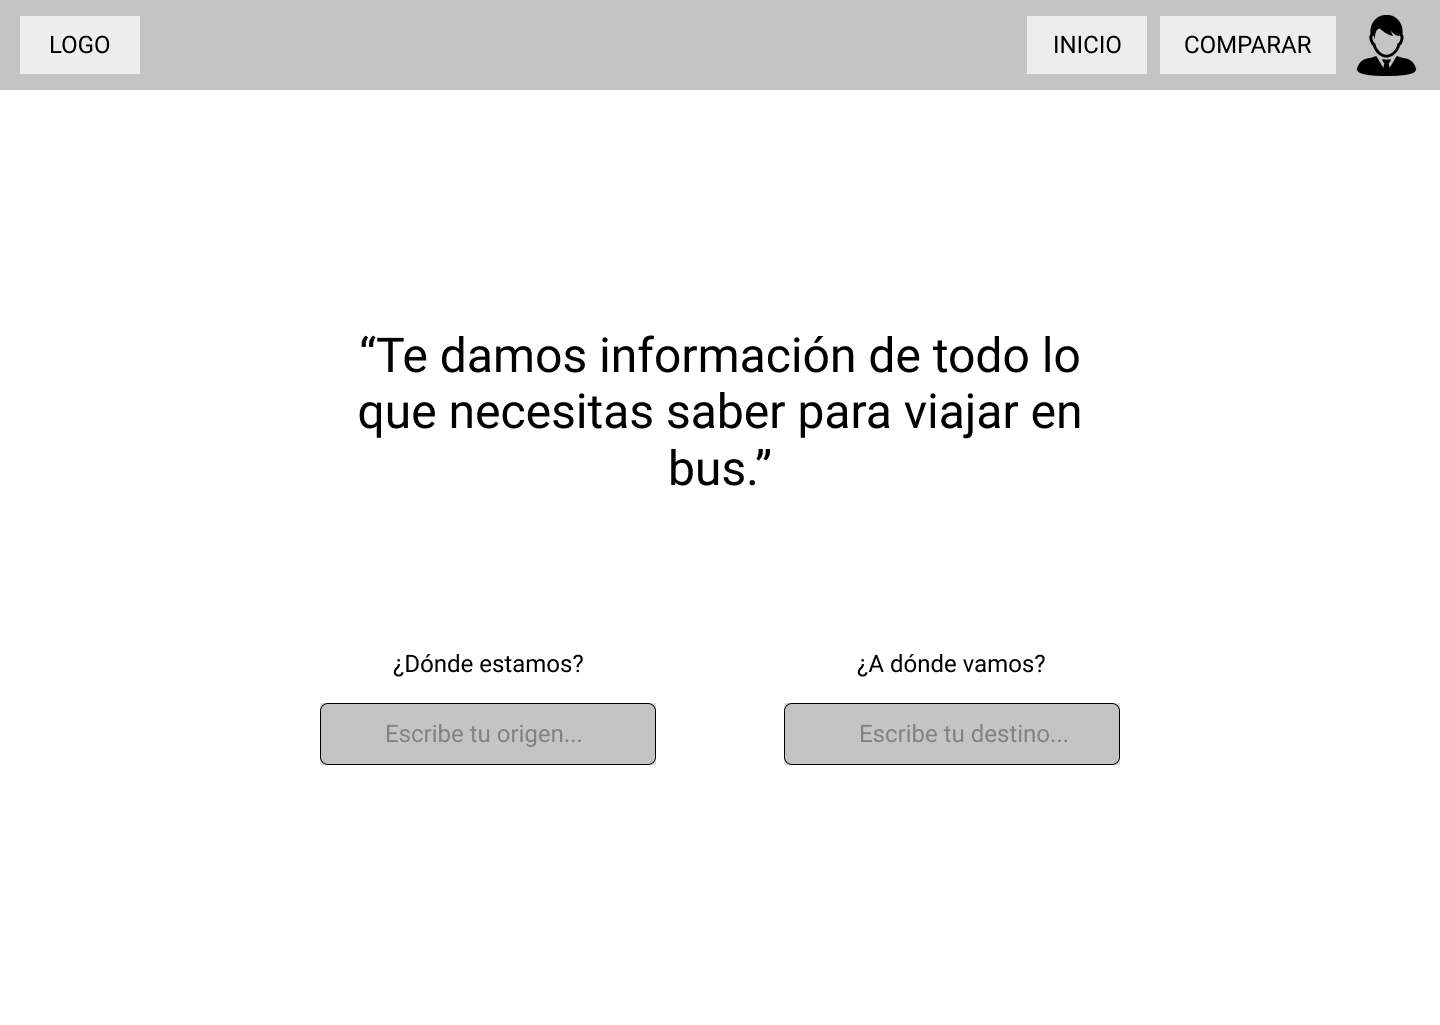 LOGO
INICIO
COMPARAR
“Te damos información de todo lo
que necesitas saber para viajar en
bus.”
¿Dónde estamos?
¿A dónde vamos?
Escribe tu origen...
Escribe tu destino...